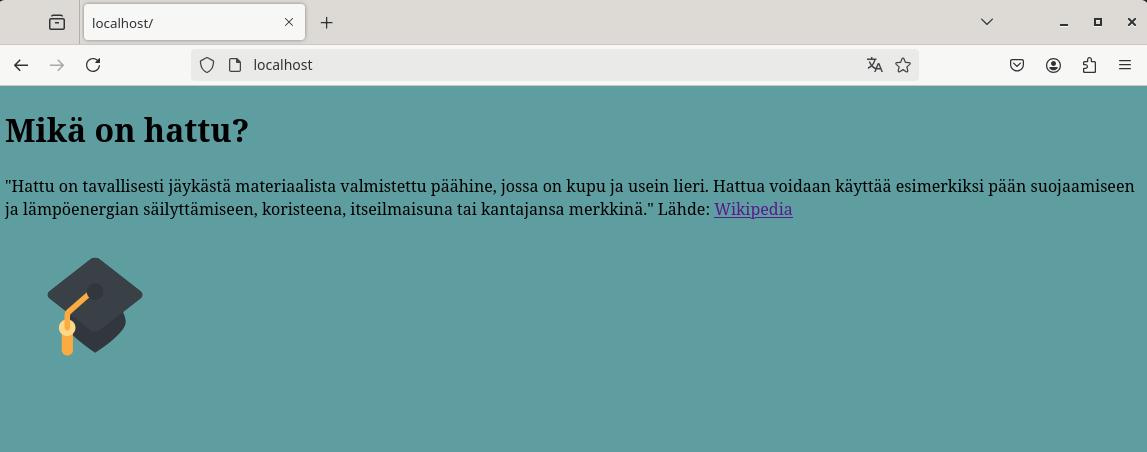 localhost/
localhost
Mikä on hattu?
"Hattu on tavallisesti jäykästä materiaalista valmistettu päähine, jossa on kupu ja usein lieri. Hattua voidaan käyttää esimerkiksi pään suojaamiseen
ja lämpöenergian säilyttämiseen, koristeena, itseilmaisuna tai kantajansa merkkinä." Lähde: Wikipedia